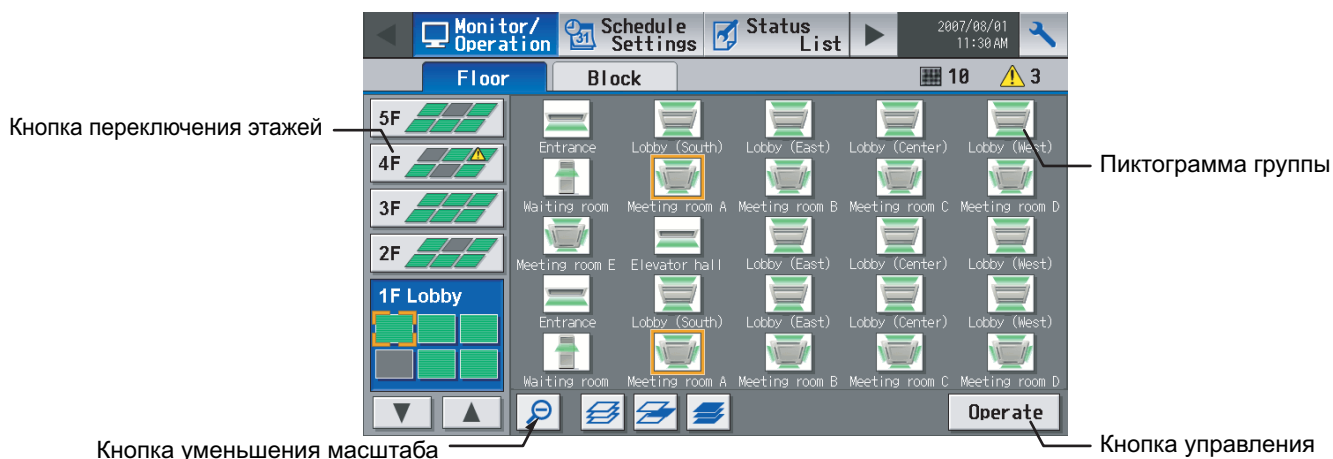 Monitor/ Operation
Schedule Settings
31
Status List
2007/08/01
11:30 AM
Floor
Block
10
3
Кнопка переключения этажей
5F
4F
3F
2F
1F Lobby
Entrance Lobby (South) Lobby (East) Lobby (Center) Lobby (West)
Пиктограмма группы
Waiting room Meeting room A Meeting room B Meeting room C Meeting room D
Meeting room E Elevator hall Lobby (East) Lobby (Center) Lobby (West)
Entrance Lobby (South) Lobby (East) Lobby (Center) Lobby (West)
Waiting room Meeting room A Meeting room B Meeting room C Meeting room D
Operate
Кнопка уменьшения масштаба
Кнопка управления